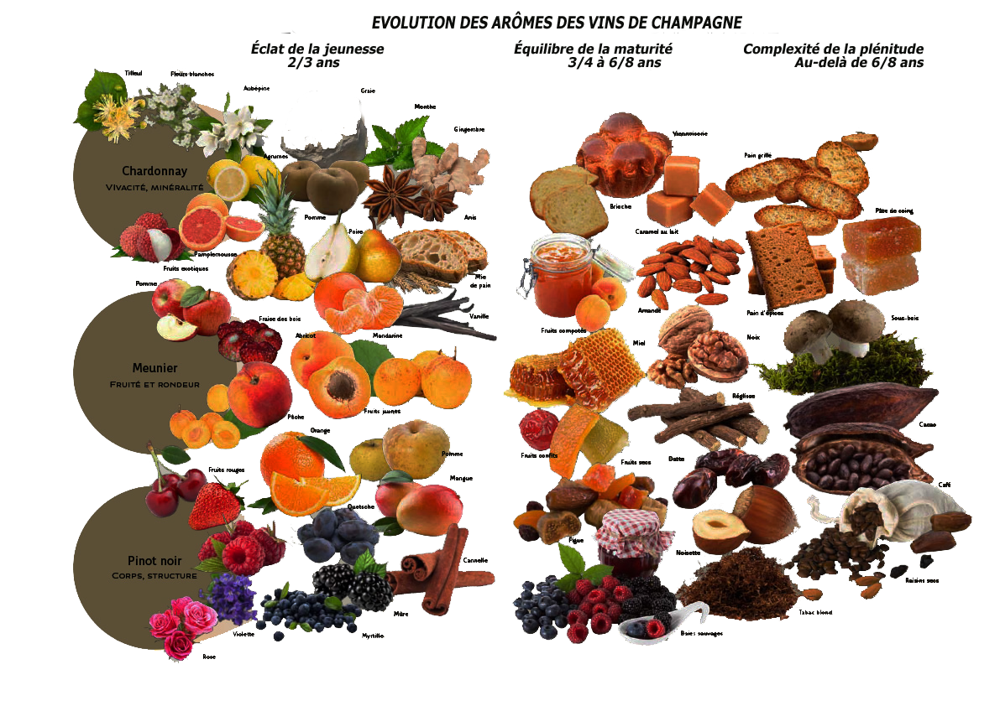 EVOLUTION DES ARÔMES DES VINS DE CHAMPAGNE
Éclat de la jeunesse
2/3 ans
Équilibre de la maturité
3/4 à 6/8 ans
Complexité de la plénitude
Au-delà de 6/8 ans
Tilleul
Fleurs blanches
Aubépine
Craie
Menthe
Gingembre
Agrumes
Chardonnay
VIVACITÉ, MINÉRALITÉ
Pomme
Poire
Anis
Pamplemousse
Fruits exotiques
Mie
de pain
Viennoiserie
Brioche
Caramel au lait
Pain grillé
Pâte de coing
Pomme
Fraise des bois
Abricot
Mandarine
Vanille
Meunier
FRUITÉ ET RONDEUR
Pêche
Fruits jaunes
Fruits compotés
Amande
Pain d'épices
Miel
Noix
Sous-bois
Réglisse
Cacao
Orange
Pomme
Fruits rouges
Mangue
Quetsche
Fruits confits
Fruits secs
Datte
Café
Pinot noir
CORPS, STRUCTURE
Cannelle
Figue
Noisette
Raisins secs
Violette
Rose
Myrtille
Mûre
Baies sauvages
Tabac blond